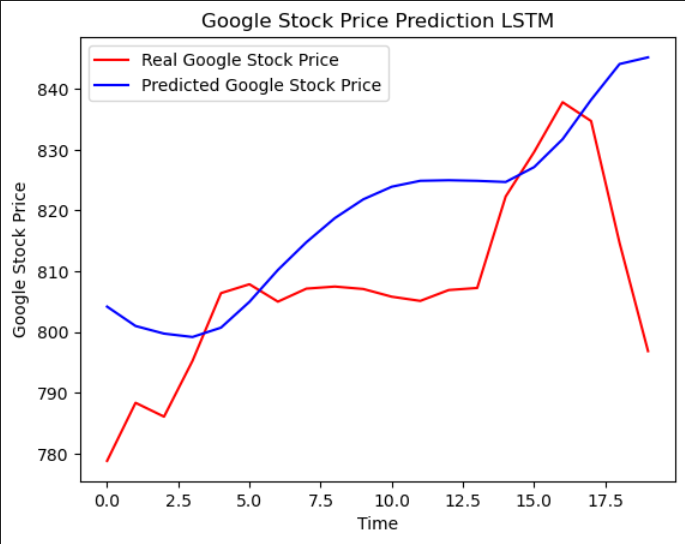 Google Stock Price Prediction LSTM
Real Google Stock Price
Predicted Google Stock Price
Google Stock Price
840
830
820
810
800
790
780
0.0 2.5 5.0 7.5 10.0 12.5 15.0 17.5
Time